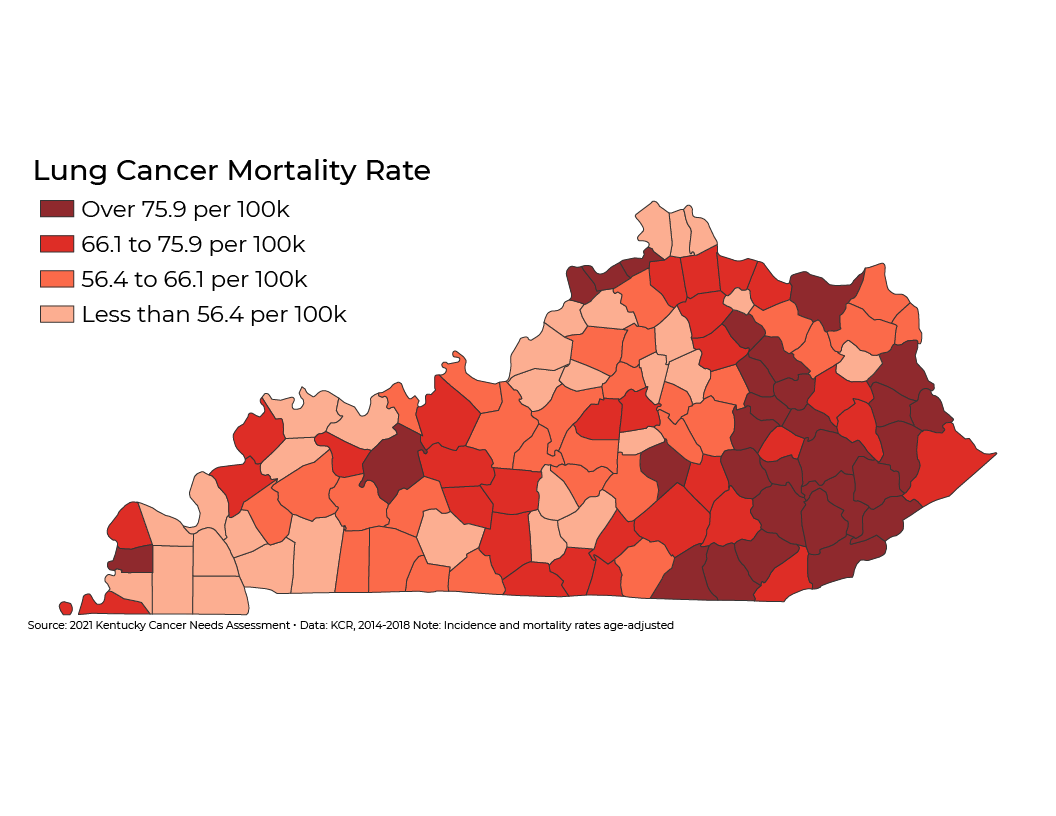 Lung Cancer Mortality Rate
Over 75.9 per 100k
66.1 to 75.9 per 100k
56.4 to 66.1 per 100k
Less than 56.4 per 100k
Source: 2021 Kentucky Cancer Needs Assessment • Data: KCR, 2014-2018 Note: Incidence and mortality rates age-adjusted